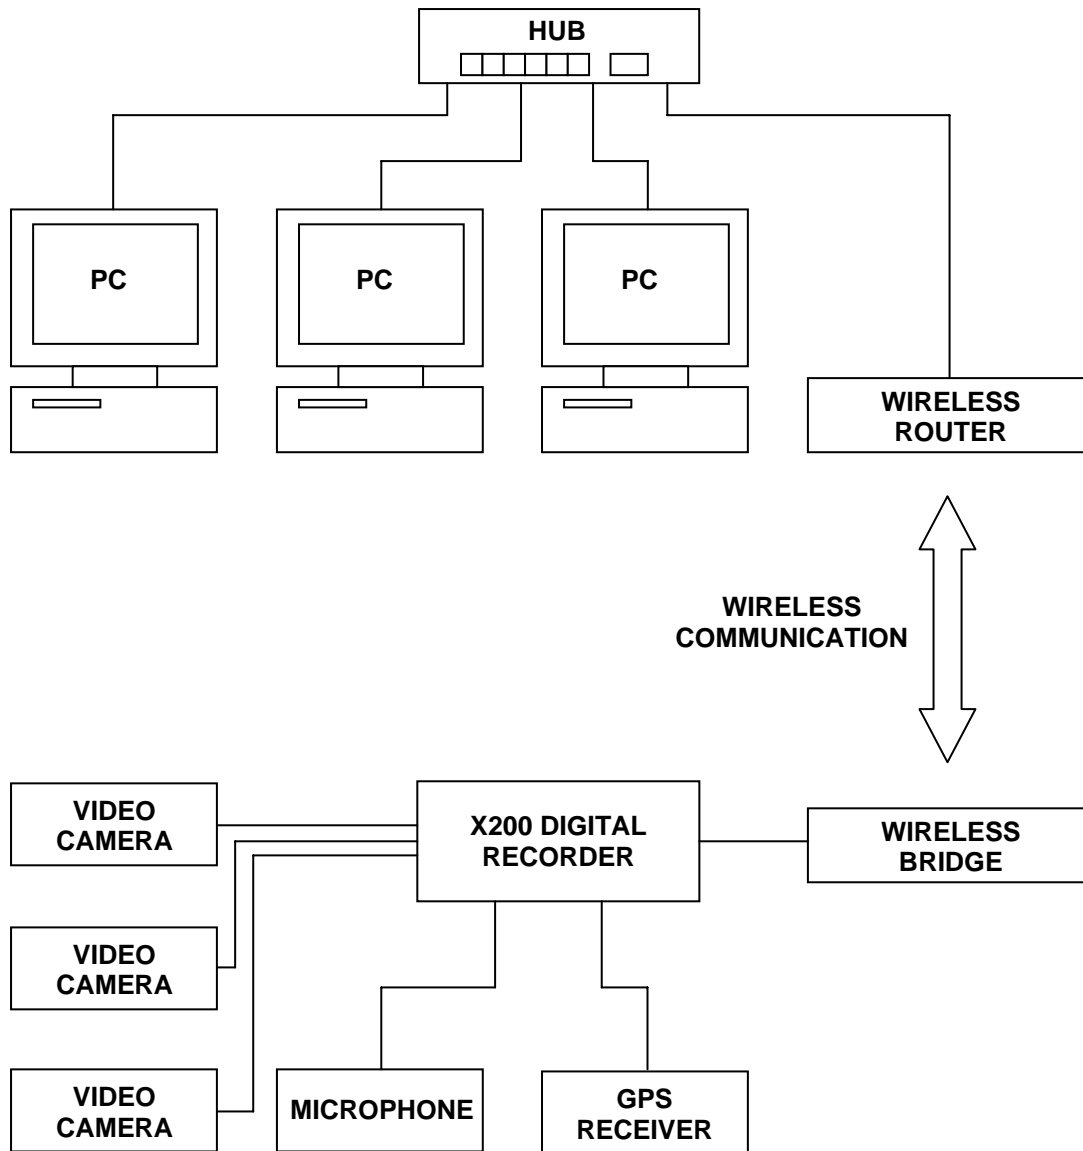 HUB
PC
PC
PC
WIRELESS
ROUTER
WIRELESS
COMMUNICATION
VIDEO
CAMERA
X200 DIGITAL
RECORDER
WIRELESS
BRIDGE
VIDEO
CAMERA
VIDEO
CAMERA
MICROPHONE
GPS
RECEIVER